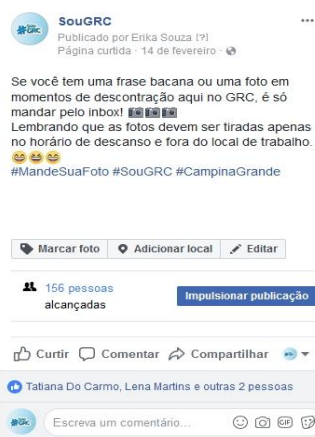 SouGRC
Publicado por Erika Souza [?]
Página curtida · 14 de fevereiro ·
Se você tem uma frase bacana ou uma foto em
momentos de descontração aqui no GRC, é só
mandar pelo inbox! 📷📷📷
Lembrando que as fotos devem ser tiradas apenas
no horário de descanso e fora do local de trabalho.
😄😄😄
#MandeSuaFoto #SouGRC #CampinaGrande
Marcar foto Adicionar local Editar
156 pessoas
alcançadas
Impulsionar publicação
Curtir Comentar Compartilhar
Tatiana Do Carmo, Lena Martins e outras 2 pessoas
Escreva um comentário...
GIF